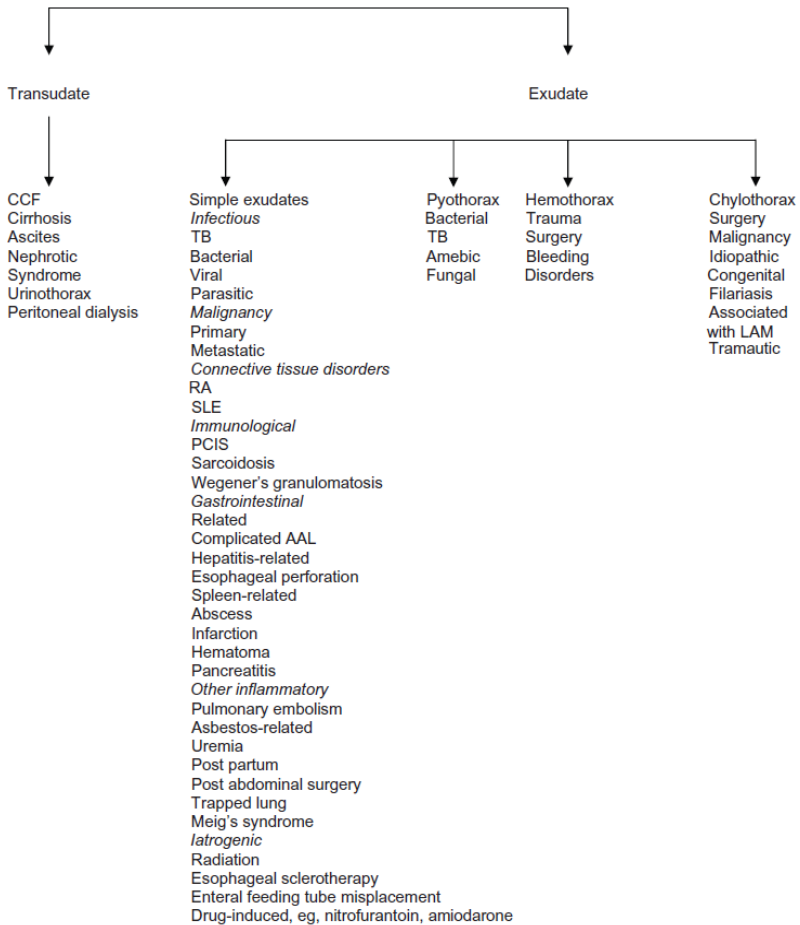 Transudate
Exudate
CCF
Cirrhosis
Ascites
Nephrotic
Syndrome
Urinothorax
Peritoneal dialysis
Simple exudates
Infectious
TB
Bacterial
Viral
Parasitic
Malignancy
Primary
Metastatic
Connective tissue disorders
RA
SLE
Immunological
PCIS
Sarcoidosis
Wegener's granulomatosis
Gastrointestinal
Related
Complicated AAL
Hepatitis-related
Esophageal perforation
Spleen-related
Abscess
Infarction
Hematoma
Pancreatitis
Other inflammatory
Pulmonary embolism
Asbestos-related
Uremia
Post partum
Post abdominal surgery
Trapped lung
Meig's syndrome
Iatrogenic
Radiation
Esophageal sclerotherapy
Enteral feeding tube misplacement
Drug-induced, eg, nitrofurantoin, amiodarone
Pyothorax
Bacterial
TB
Amebic
Fungal
Hemothorax
Trauma
Surgery
Bleeding
Disorders
Chylothorax
Surgery
Malignancy
Idiopathic
Congenital
Filariasis
Associated
with LAM
Tramautic